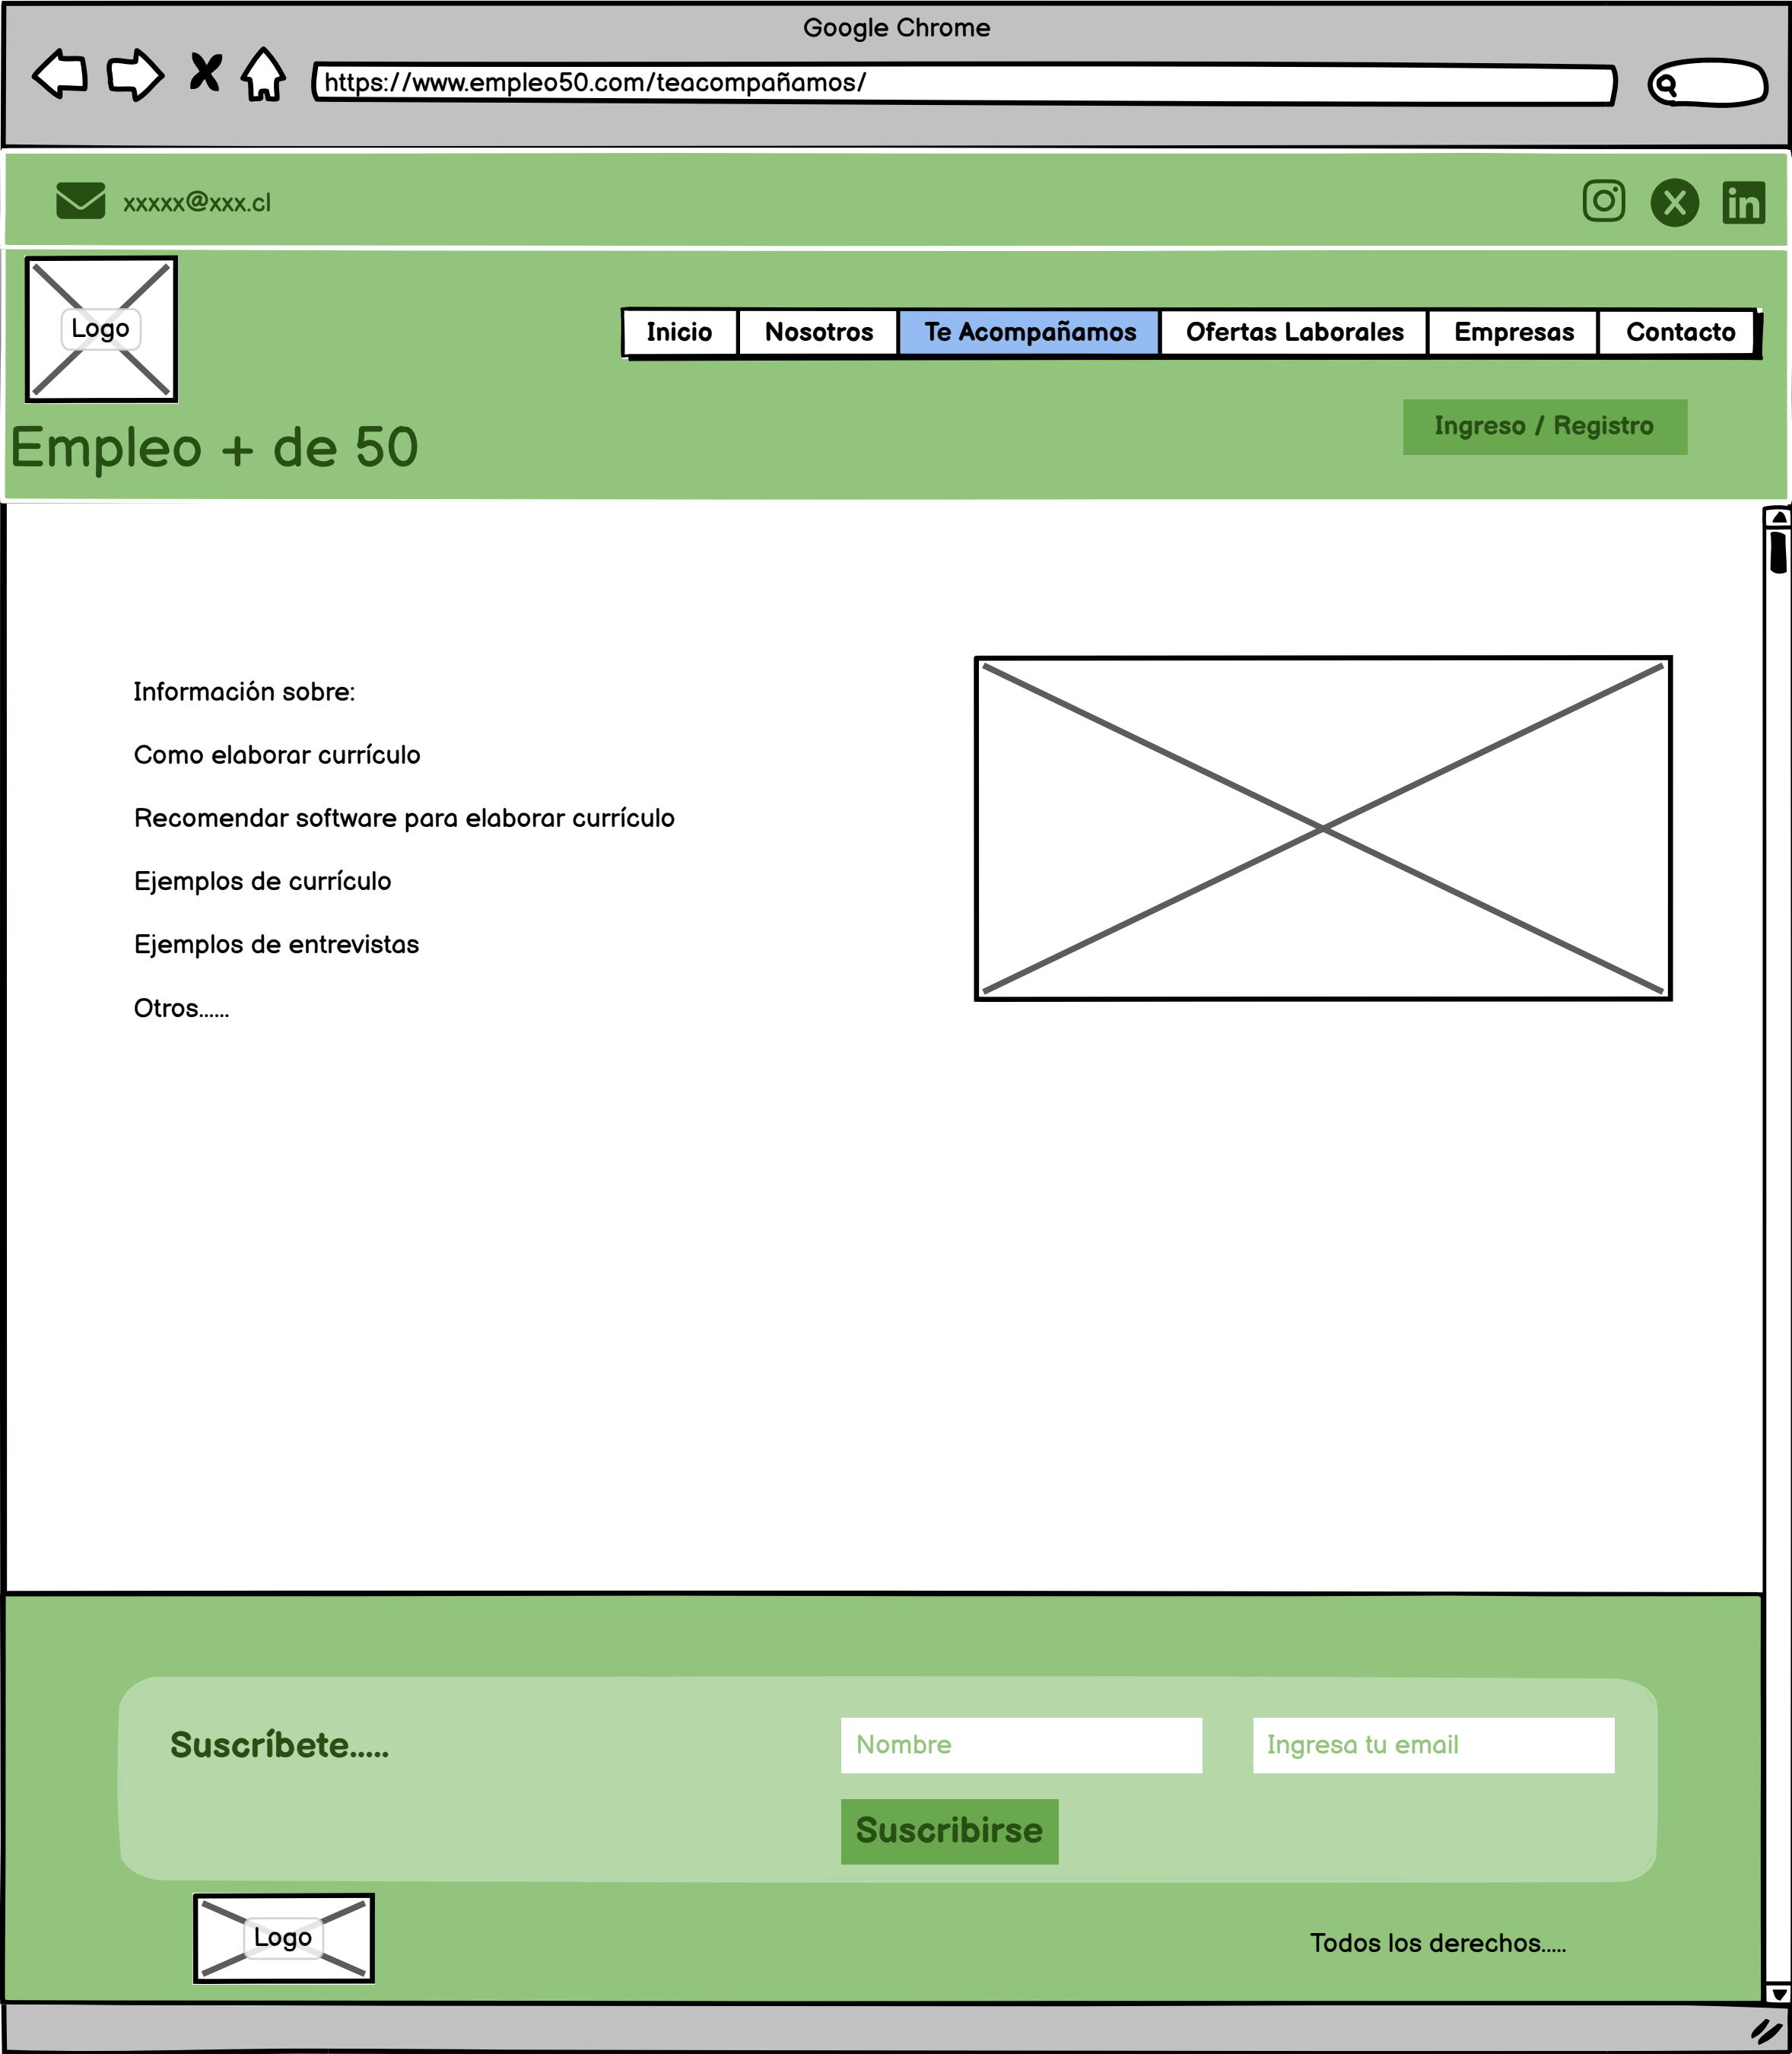 Google Chrome
https://www.empleo50.com/teacompañamos/
xxxxx@xxx.cl
Logo
Inicio Nosotros Te Acompañamos Ofertas Laborales Empresas Contacto
Ingreso / Registro
Empleo + de 50
Información sobre:
Como elaborar currículo
Recomendar software para elaborar currículo
Ejemplos de currículo
Ejemplos de entrevistas
Otros......
Suscríbete.....
Nombre
Ingresa tu email
Suscribirse
Logo
Todos los derechos.....